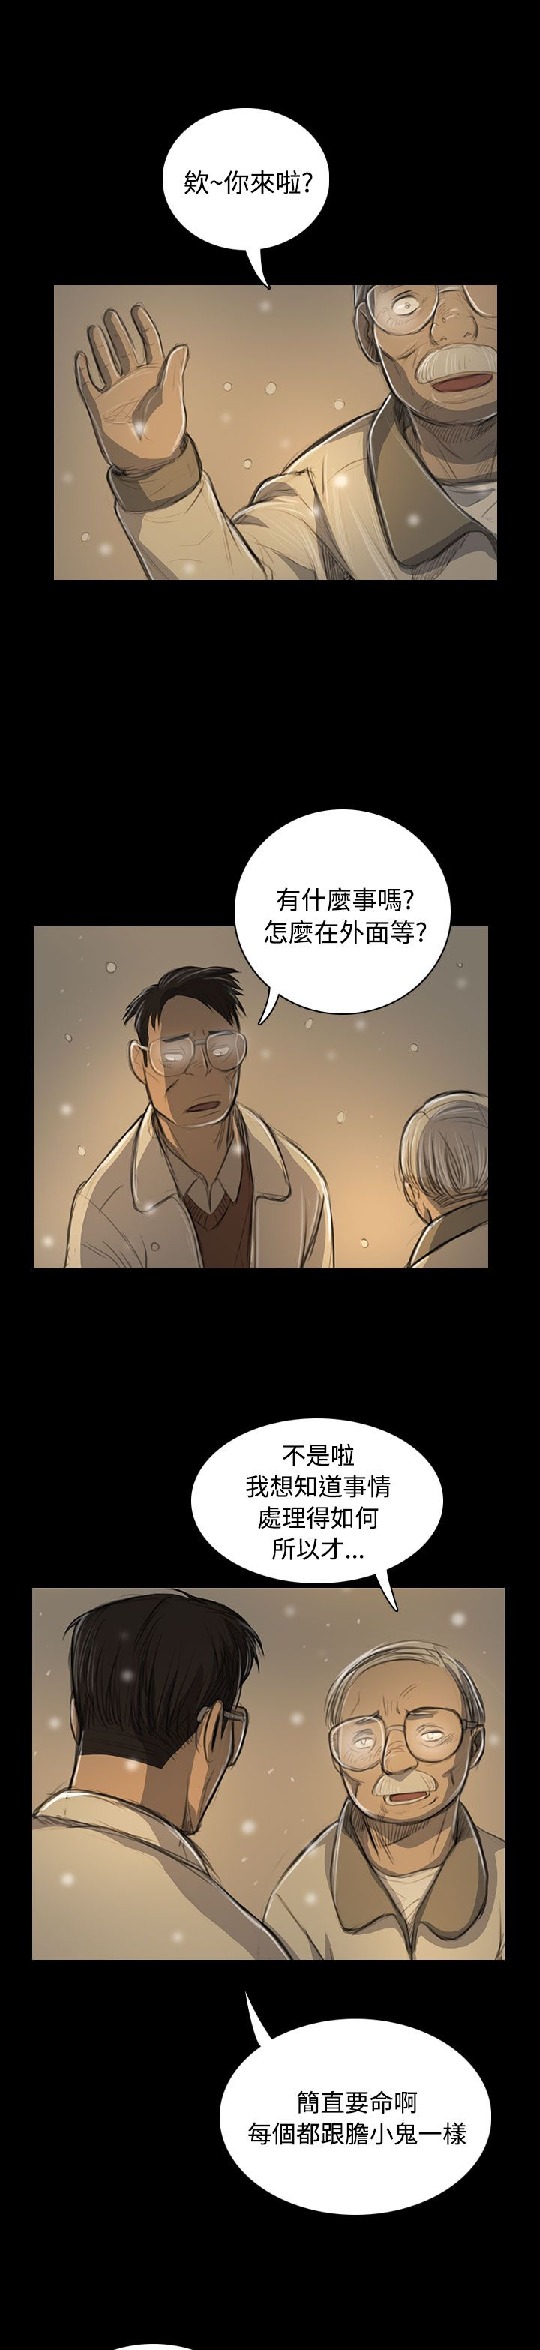 欸~你來啦?
有什麼事嗎?
怎麼在外面等?
不是啦
我想知道事情
處理得如何
所以才...
簡直要命啊
每個都跟膽小鬼一樣